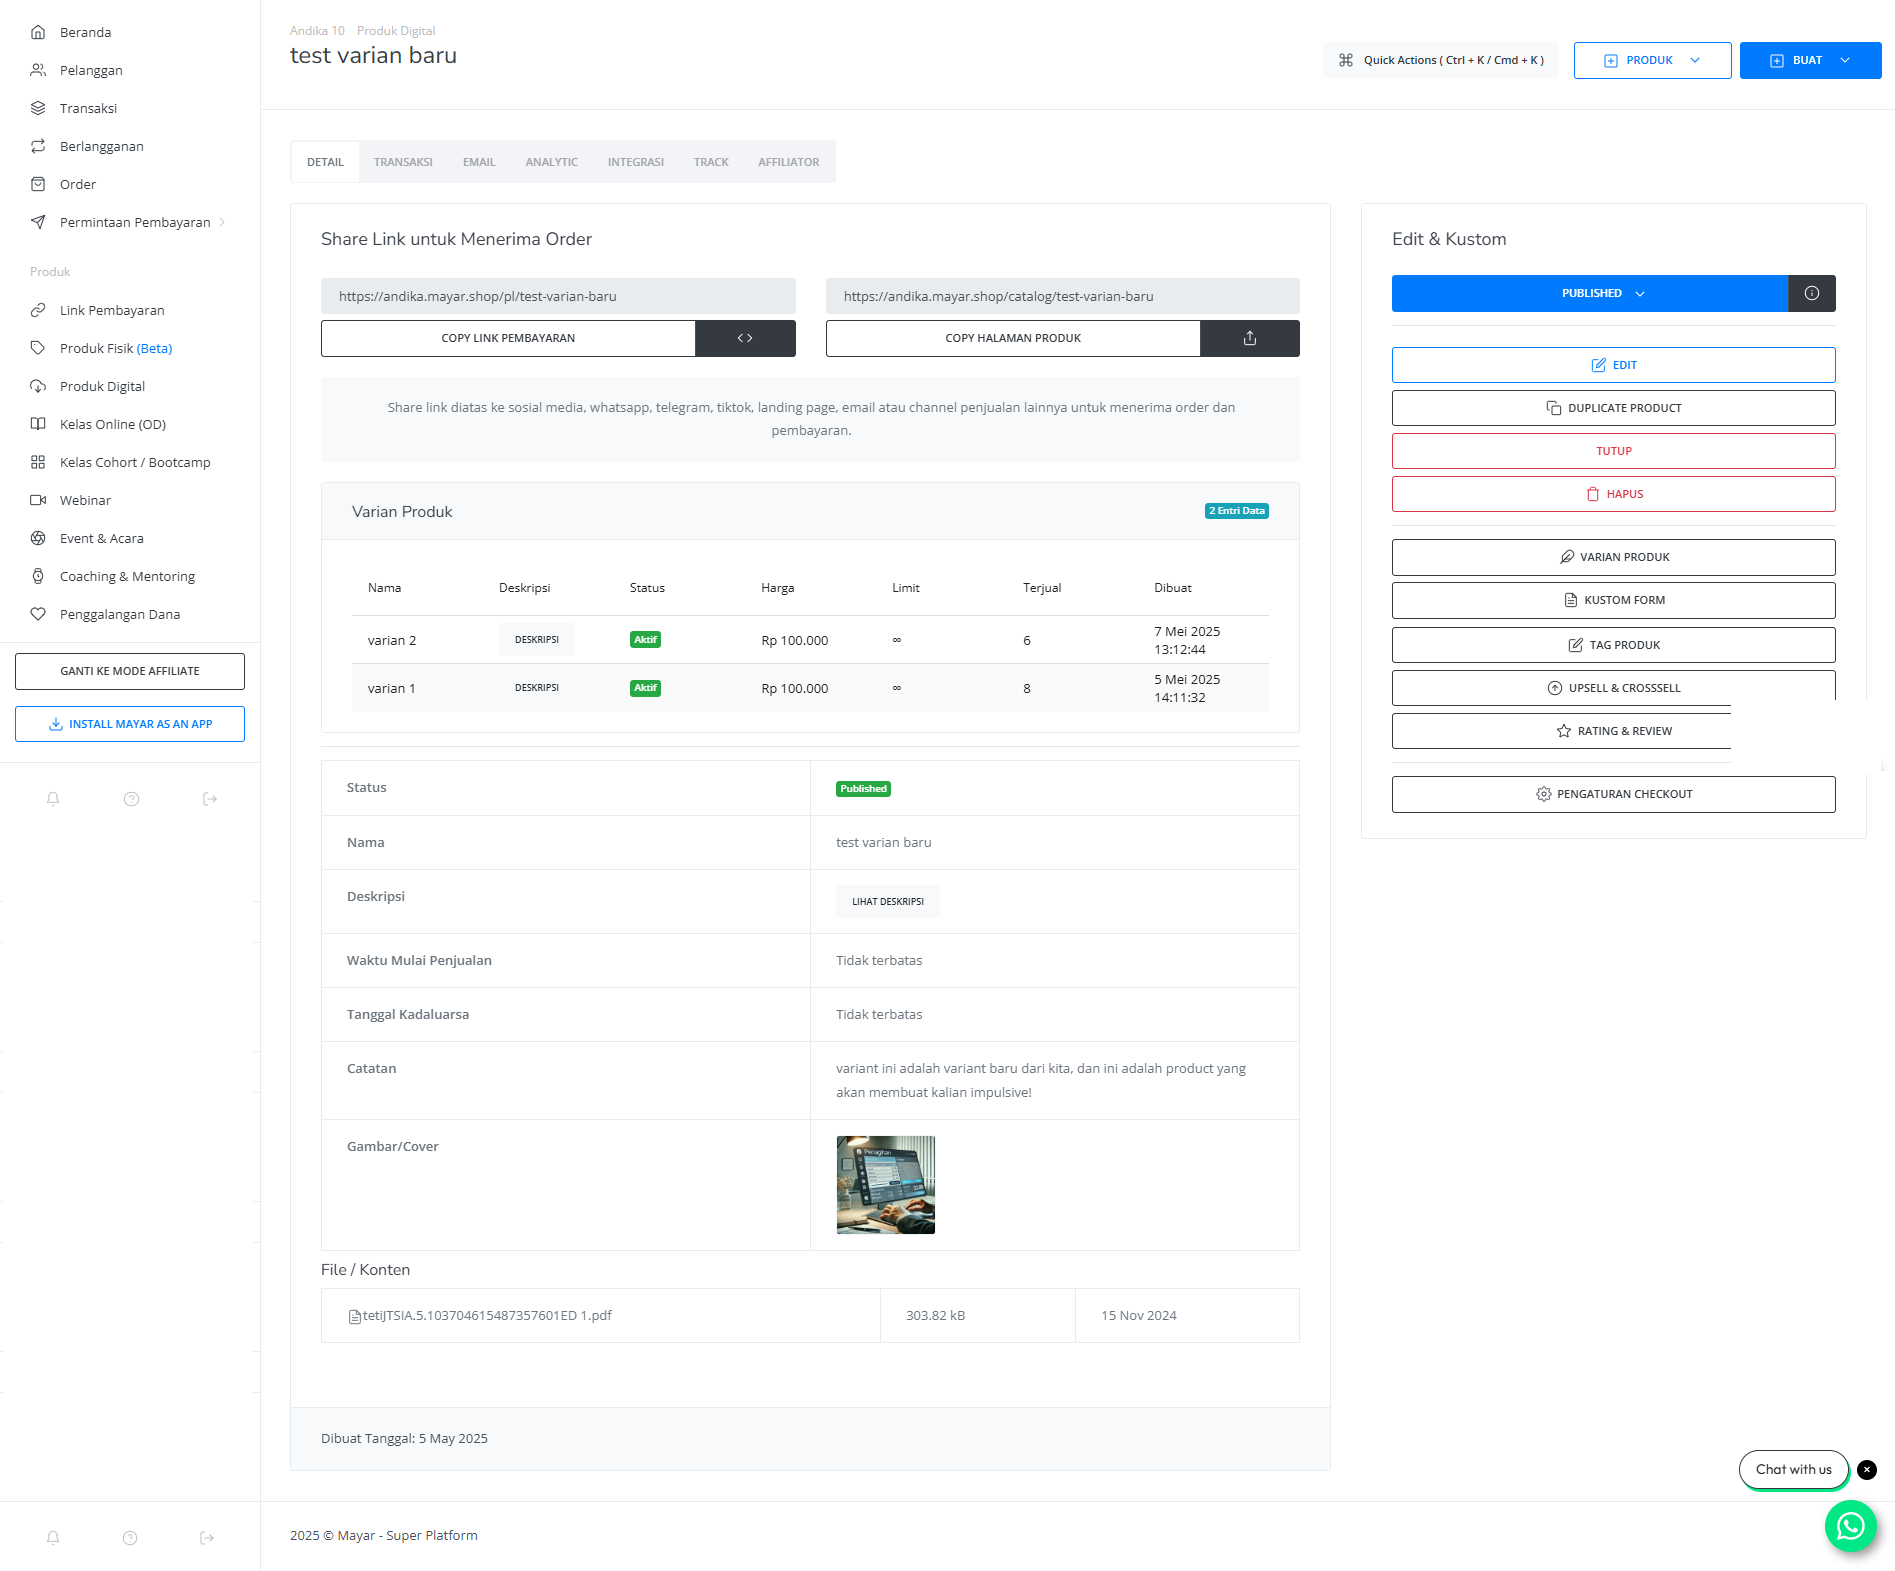 Beranda
Pelanggan
Transaksi
Berlangganan
Order
Permintaan Pembayaran
Produk
Link Pembayaran
Produk Fisik (Beta)
Produk Digital
Kelas Online (OD)
Kelas Cohort / Bootcamp
Webinar
Event & Acara
Coaching & Mentoring
Penggalangan Dana
GANTI KE MODE AFFILIATE
INSTALL MAYAR AS AN APP
Andika 10 Produk Digital
test varian baru
Quick Actions ( Ctrl + K / Cmd + K )
PRODUK
BUAT
DETAIL TRANSAKSI EMAIL ANALYTIC INTEGRASI TRACK AFFILIATOR
Share Link untuk Menerima Order
https://andika.mayar.shop/pl/test-varian-baru
COPY LINK PEMBAYARAN
https://andika.mayar.shop/catalog/test-varian-baru
COPY HALAMAN PRODUK
Share link diatas ke sosial media, whatsapp, telegram, tiktok, landing page, email atau channel penjualan lainnya untuk menerima order dan
pembayaran.
Varian Produk
2 Entri Data
Nama Deskripsi Status Harga Limit Terjual Dibuat
varian 2 DESKRIPSI Aktif Rp 100.000 ∞ 6 7 Mei 2025
13:12:44
varian 1 DESKRIPSI Aktif Rp 100.000 ∞ 8 5 Mei 2025
14:11:32
Status Published
Nama test varian baru
Deskripsi LIHAT DESKRIPSI
Waktu Mulai Penjualan Tidak terbatas
Tanggal Kadaluarsa Tidak terbatas
Catatan variant ini adalah variant baru dari kita, dan ini adalah product yang
akan membuat kalian impulsive!
Gambar/Cover
Penagihan
File / Konten
tetiJTSIA.5.103704615487357601ED 1.pdf 303.82 kB 15 Nov 2024
Dibuat Tanggal: 5 May 2025
Edit & Kustom
PUBLISHED
EDIT
DUPLICATE PRODUCT
TUTUP
HAPUS
VARIAN PRODUK
KUSTOM FORM
TAG PRODUK
UPSELL & CROSSSELL
RATING & REVIEW
PENGATURAN CHECKOUT
Chat with us
2025 © Mayar - Super Platform